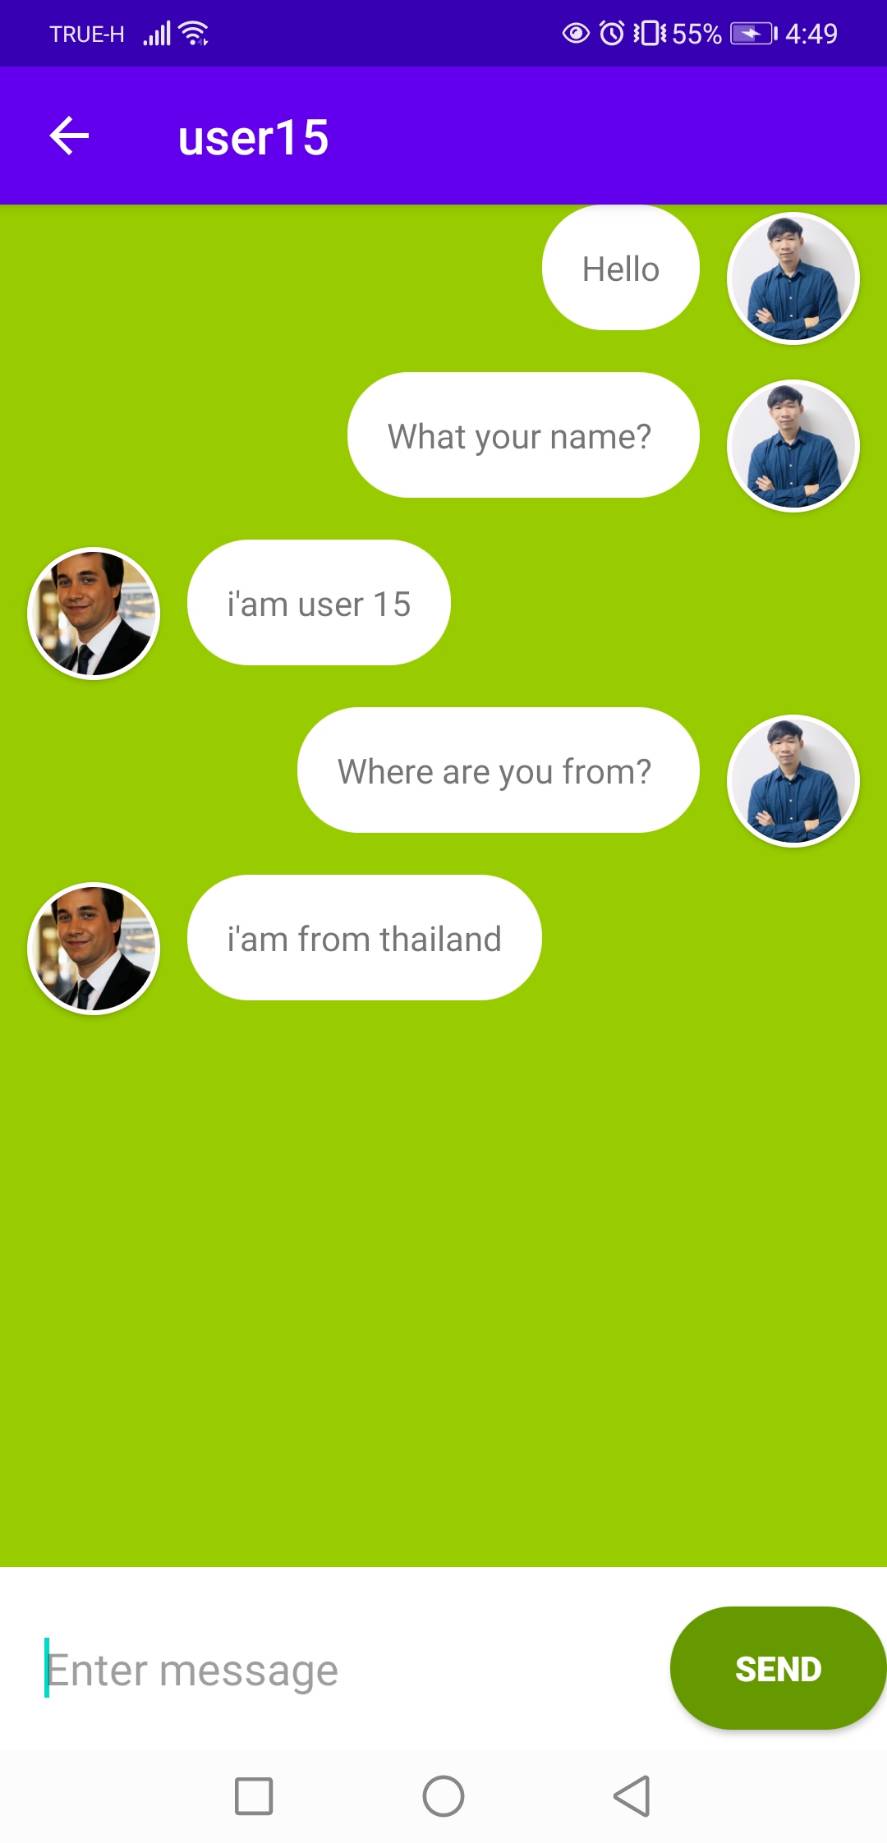 TRUE-H 55% 4:49
user15
Hello
What your name?
i'am user 15
Where are you from?
i'am from thailand
Enter message
SEND